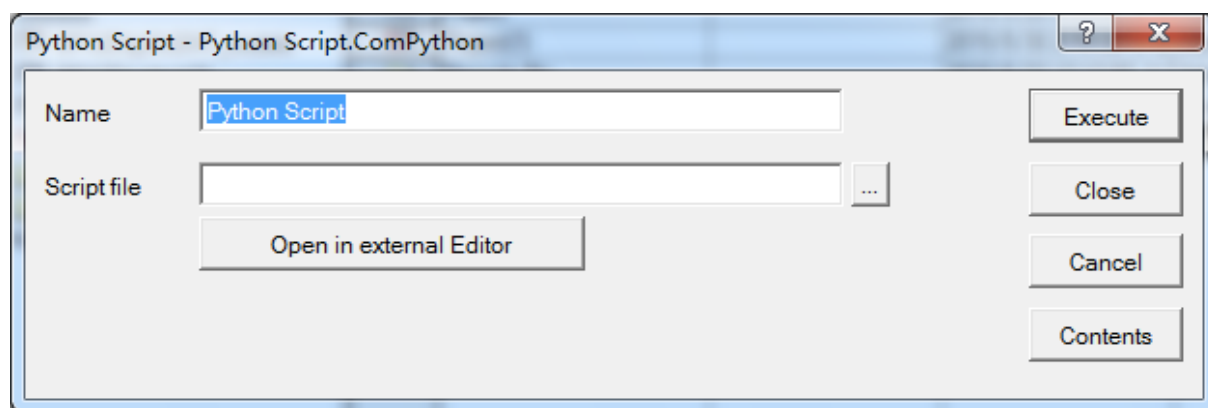 Python Script - Python Script.ComPython
Name
Python Script
Execute
Script file
...
Close
Open in external Editor
Cancel
Contents